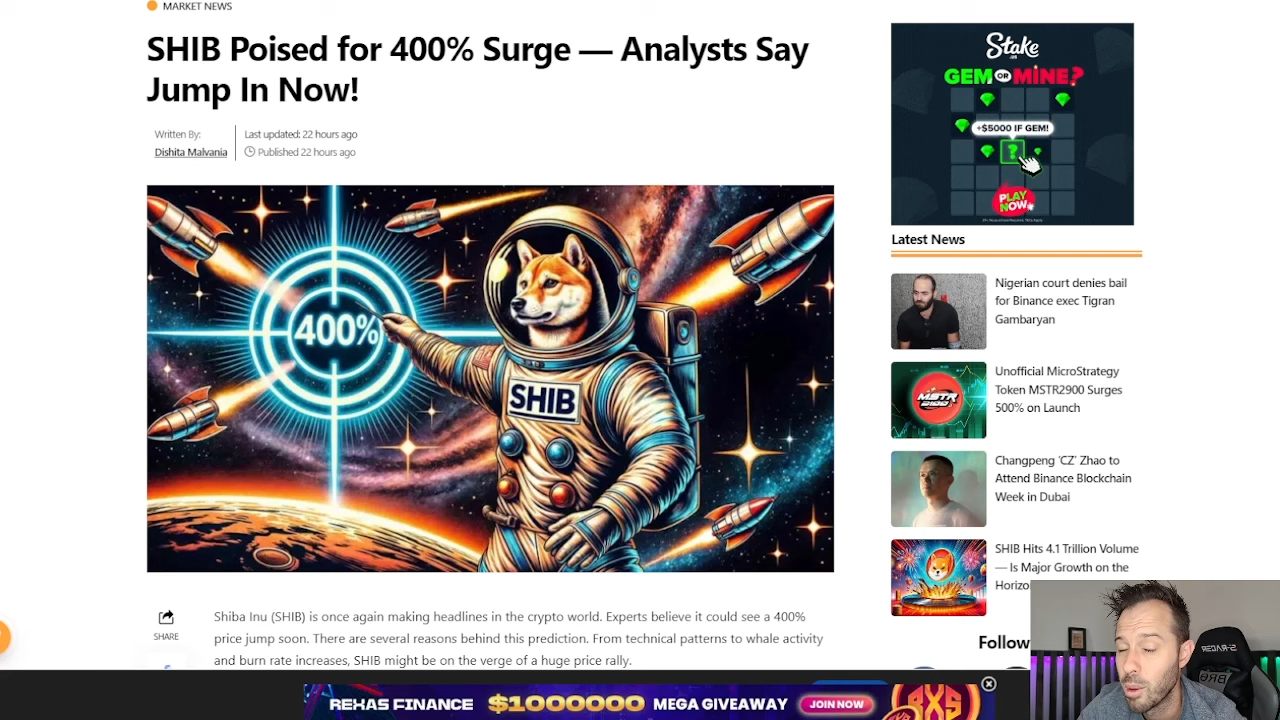 MARKET NEWS
SHIB Poised for 400% Surge — Analysts Say
Jump In Now!
Written By:
Dishita Malvania
Last updated: 22 hours ago
Published 22 hours ago
400%
SHIB
SHARE
Shiba Inu (SHIB) is once again making headlines in the crypto world. Experts believe it could see a 400%
price jump soon. There are several reasons behind this prediction. From technical patterns to whale activity
and burn rate increases, SHIB might be on the verge of a huge price rally.
Stake
.us
GEM OR MINE?
+$5000 IF GEM!
?
PLAY
NOW
Latest News
Nigerian court denies bail
for Binance exec Tigran
Gambaryan
MSTR
Unofficial MicroStrategy
Token MSTR2900 Surges
500% on Launch
Changpeng ‘CZ’ Zhao to
Attend Binance Blockchain
Week in Dubai
SHIB Hits 4.1 Trillion Volume
— Is Major Growth on the
Follow
REXAS FINANCE $1000000 MEGA GIVEAWAY JOIN NOW
RXS